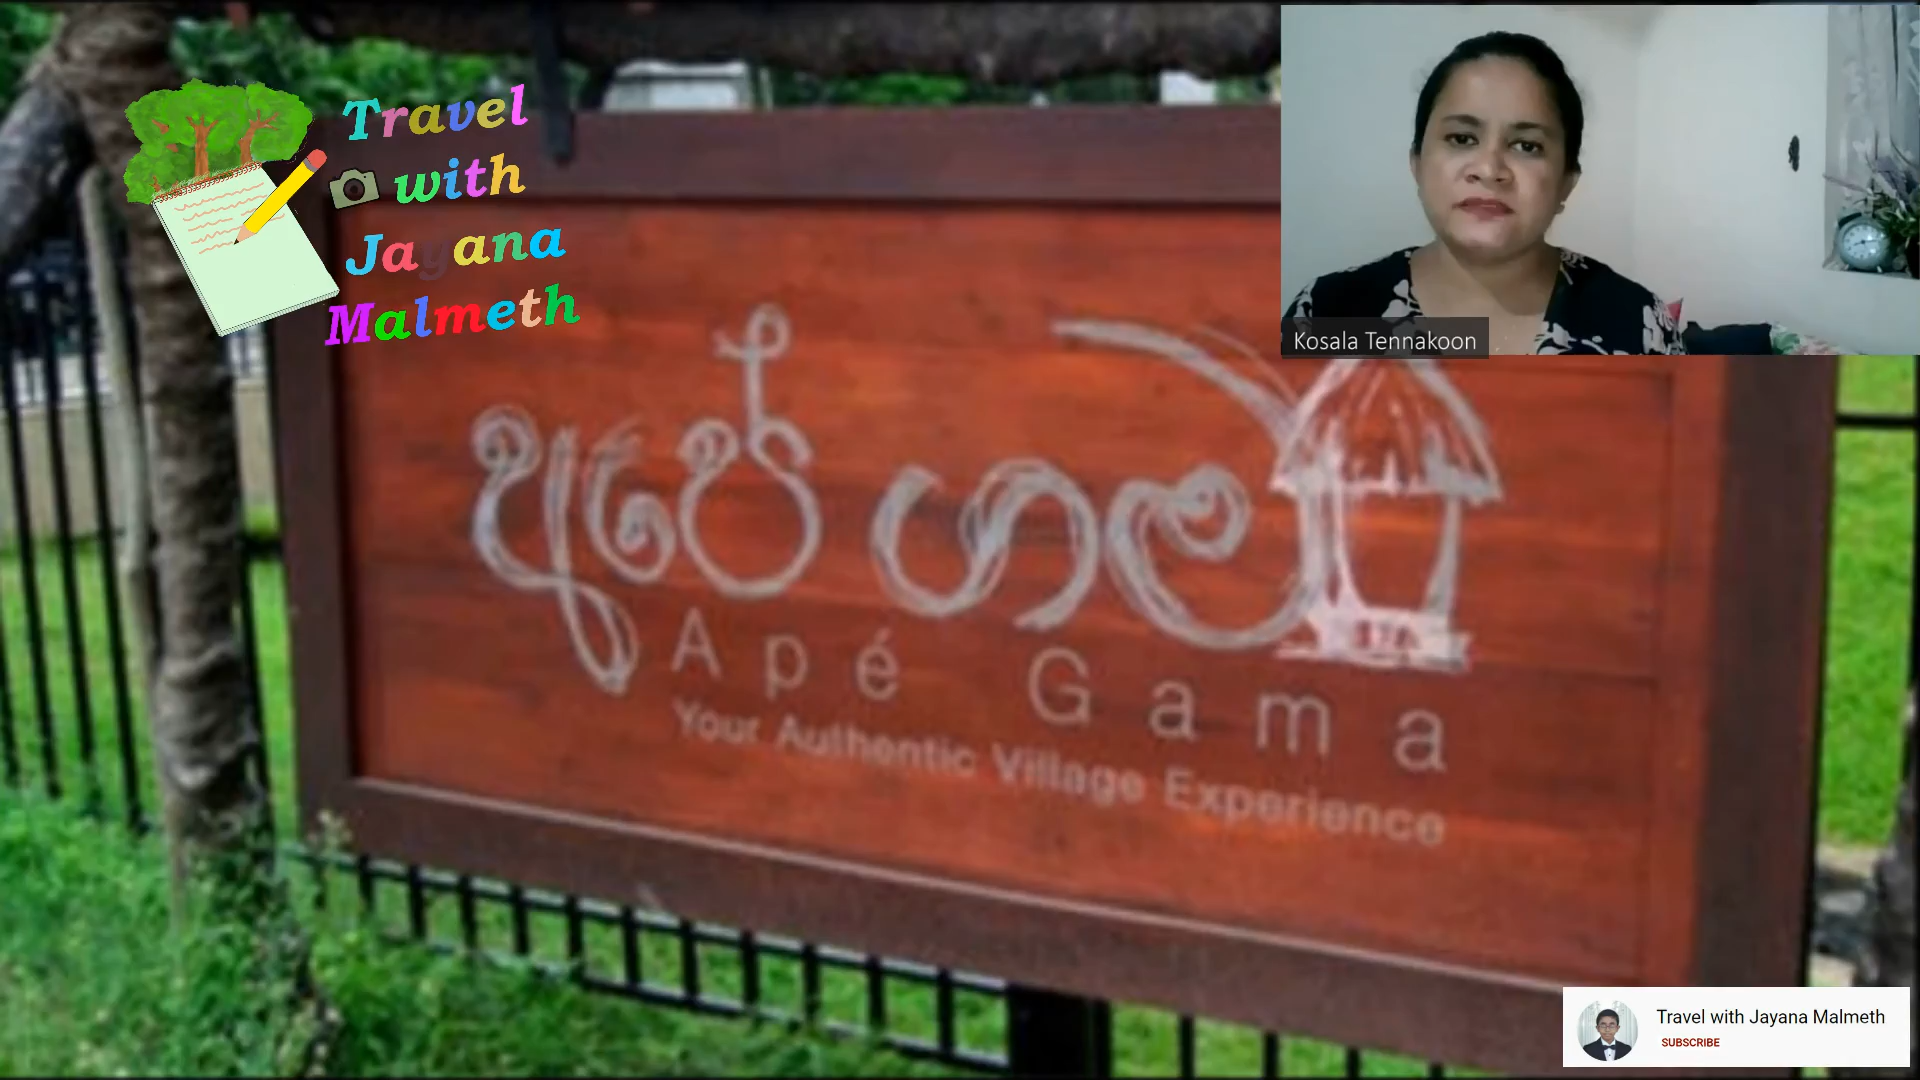 Travel
with
Jayana
Malmeth
Kosala Tennakoon
අපේ ගම
Apé Gama
Your Authentic Village Experience
Travel with Jayana Malmeth
SUBSCRIBE